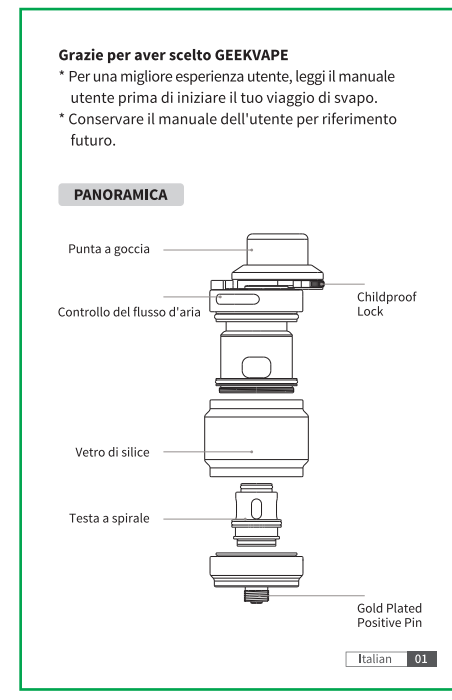 Grazie per aver scelto GEEKVAPE
* Per una migliore esperienza utente, leggi il manuale
utente prima di iniziare il tuo viaggio di svapo.
* Conservare il manuale dell'utente per riferimento
futuro.
PANORAMICA
Punta a goccia
Childproof
Lock
Controllo del flusso d'aria
Vetro di silice
Testa a spirale
Gold Plated
Positive Pin
Italian 01